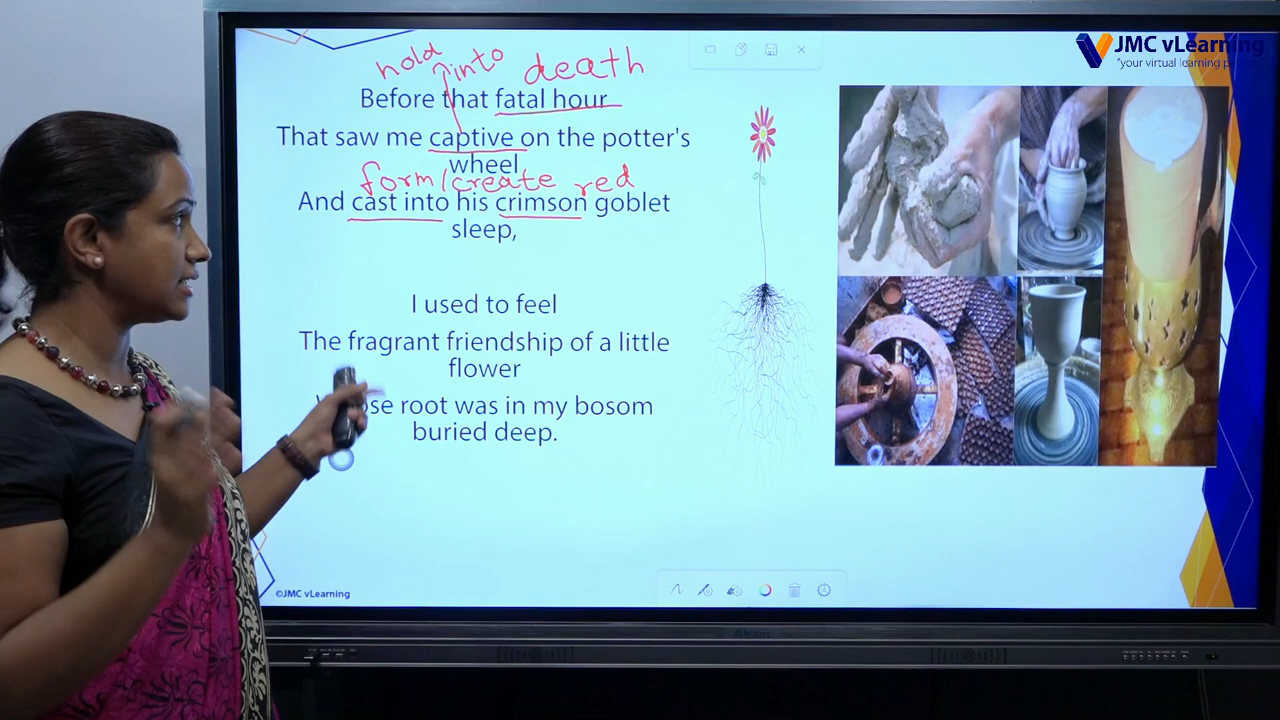 JMC vLearning
"your virtual learning
hold into death
Before that fatal hour
That saw me captive on the potter's
wheel
form/create red
And cast into his crimson goblet
sleep,
I used to feel
The fragrant friendship of a little
flower
root was in my bosom
buried deep.
©JMC vLearning